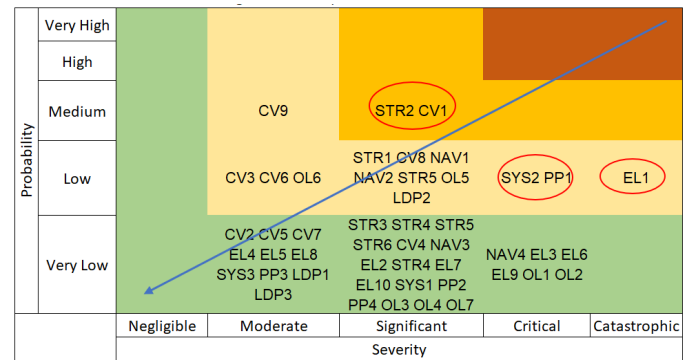 Probability
Very High
High
Medium
CV9
STR2 CV1
Low
CV3 CV6 OL6
STR1 CV8 NAV1
NAV2 STR5 OL5
LDP2
SYS2 PP1
EL1
Very Low
CV2 CV5 CV7
EL4 EL5 EL8
SYS3 PP3 LDP1
LDP3
STR3 STR4 STR5
STR6 CV4 NAV3
EL2 STR4 EL7
EL10 SYS1 PP2
PP4 OL3 OL4 OL7
NAV4 EL3 EL6
EL9 OL1 OL2
Negligible
Moderate
Significant
Critical
Catastrophic
Severity